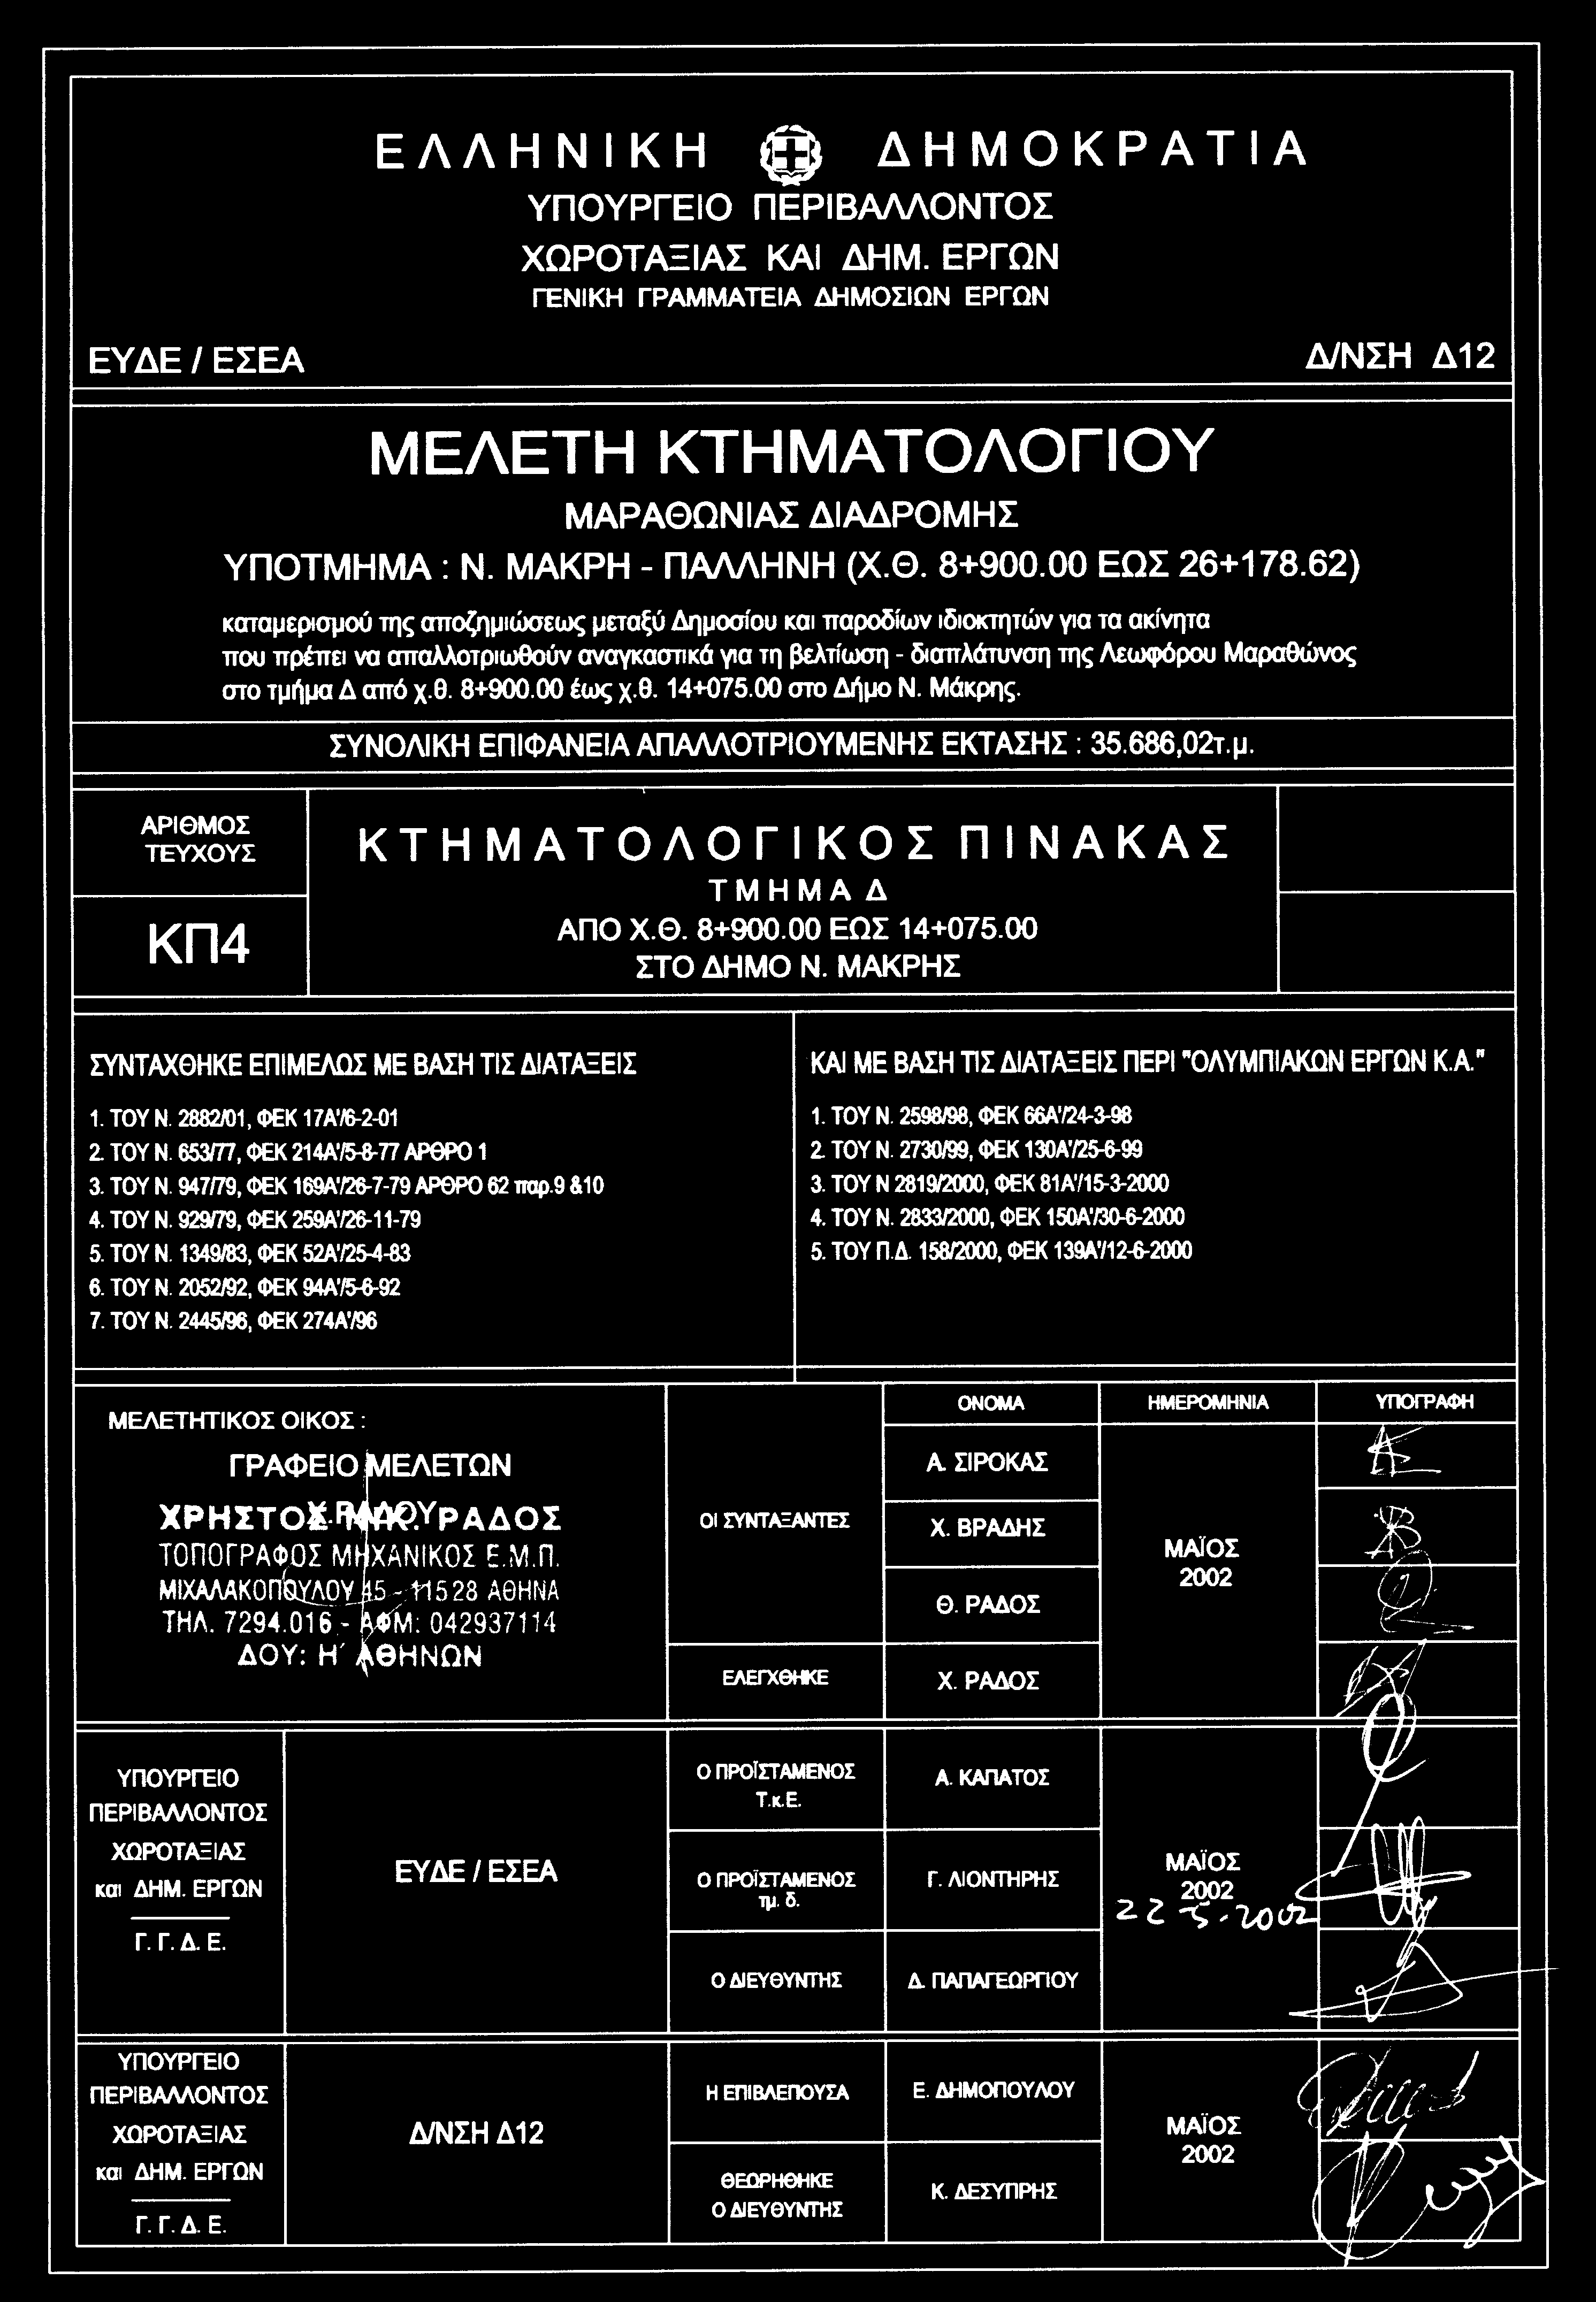 ΕΛΛΗΝΙΚΗ ΔΗΜΟΚΡΑΤΙΑ
ΥΠΟΥΡΓΕΙΟ ΠΕΡΙΒΑΛΛΟΝΤΟΣ
ΧΩΡΟΤΑΞΙΑΣ ΚΑΙ ΔΗΜ. ΕΡΓΩΝ
ΓΕΝΙΚΗ ΓΡΑΜΜΑΤΕΙΑ ΔΗΜΟΣΙΩΝ ΕΡΓΩΝ
ΕΥΔΕ / ΕΣΕΑ Δ/ΝΣΗ Δ12
ΜΕΛΕΤΗ ΚΤΗΜΑΤΟΛΟΓΙΟΥ
ΜΑΡΑΘΩΝΙΑΣ ΔΙΑΔΡΟΜΗΣ
ΥΠΟΤΜΗΜΑ : Ν. ΜΑΚΡΗ - ΠΑΛΛΗΝΗ (Χ.Θ. 8+900.00 ΕΩΣ 26+178.62)
καταμερισμού της αποζημιώσεως μεταξύ Δημοσίου και παροδίων ιδιοκτητών για τα ακίνητα
που πρέπει να απαλλοτριωθούν αναγκαστικά για τη βελτίωση - διαπλάτυνση της Λεωφόρου Μαραθώνος
στο τμήμα Δ από χ.θ. 8+900.00 έως χ.θ. 14+075.00 στο Δήμο Ν. Μάκρης.
ΣΥΝΟΛΙΚΗ ΕΠΙΦΑΝΕΙΑ ΑΠΑΛΛΟΤΡΙΟΥΜΕΝΗΣ ΕΚΤΑΣΗΣ : 35.686,02τ.μ.
ΑΡΙΘΜΟΣ
ΤΕΥΧΟΥΣ
ΚΠ4
ΚΤΗΜΑΤΟΛΟΓΙΚΟΣ ΠΙΝΑΚΑΣ
ΤΜΗΜΑ Δ
ΑΠΟ Χ.Θ. 8+900.00 ΕΩΣ 14+075.00
ΣΤΟ ΔΗΜΟ Ν. ΜΑΚΡΗΣ
ΣΥΝΤΑΧΘΗΚΕ ΕΠΙΜΕΛΩΣ ΜΕ ΒΑΣΗ ΤΙΣ ΔΙΑΤΑΞΕΙΣ
1. ΤΟΥ Ν. 2882/01, ΦΕΚ 17Α'/6-2-01
2. ΤΟΥ Ν. 653/77, ΦΕΚ 214Α'/5-8-77 ΑΡΘΡΟ 1
3. ΤΟΥ Ν. 947/79, ΦΕΚ 169Α'/26-7-79 ΑΡΘΡΟ 62 παρ.9 &10
4. ΤΟΥ Ν. 929/79, ΦΕΚ 259Α'/26-11-79
5. ΤΟΥ Ν. 1349/83, ΦΕΚ 52Α'/25-4-83
6. ΤΟΥ Ν. 2052/92, ΦΕΚ 94Α'/5-6-92
7. ΤΟΥ Ν. 2445/96, ΦΕΚ 274Α'/96
ΚΑΙ ΜΕ ΒΑΣΗ ΤΙΣ ΔΙΑΤΑΞΕΙΣ ΠΕΡΙ "ΟΛΥΜΠΙΑΚΩΝ ΕΡΓΩΝ Κ.Α."
1. ΤΟΥ Ν. 2598/98, ΦΕΚ 66Α'/24-3-98
2. ΤΟΥ Ν. 2730/99, ΦΕΚ 130Α'/25-6-99
3. ΤΟΥ Ν 2819/2000, ΦΕΚ 81Α'/15-3-2000
4. ΤΟΥ Ν. 2833/2000, ΦΕΚ 150Α'/30-6-2000
5. ΤΟΥ Π.Δ. 158/2000, ΦΕΚ 139Α'/12-6-2000
ΜΕΛΕΤΗΤΙΚΟΣ ΟΙΚΟΣ :
ΓΡΑΦΕΙΟ ΜΕΛΕΤΩΝ
ΧΡΗΣΤΟΣ ΡΑΔΟΣ
ΤΟΠΟΓΡΑΦΟΣ ΜΗΧΑΝΙΚΟΣ Ε.Μ.Π.
ΜΙΧΑΛΑΚΟΠΟΥΛΟΥ 45 - 11528 ΑΘΗΝΑ
ΤΗΛ. 7294.016 - ΑΦΜ: 042937114
ΔΟΥ: Η' ΑΘΗΝΩΝ
ΟΝΟΜΑ ΗΜΕΡΟΜΗΝΙΑ ΥΠΟΓΡΑΦΗ
ΟΙ ΣΥΝΤΑΞΑΝΤΕΣ
Α. ΣΙΡΟΚΑΣ
Χ. ΒΡΑΔΗΣ
Θ. ΡΑΔΟΣ
ΜΑΪΟΣ
2002
ΕΛΕΓΧΘΗΚΕ Χ. ΡΑΔΟΣ
ΥΠΟΥΡΓΕΙΟ
ΠΕΡΙΒΑΛΛΟΝΤΟΣ
ΧΩΡΟΤΑΞΙΑΣ
και ΔΗΜ. ΕΡΓΩΝ
Γ. Γ. Δ. Ε.
ΕΥΔΕ / ΕΣΕΑ
Ο ΠΡΟΪΣΤΑΜΕΝΟΣ
Τ.κ.Ε.
Α. ΚΑΠΑΤΟΣ
Ο ΠΡΟΪΣΤΑΜΕΝΟΣ
τμ. δ.
Γ. ΛΙΟΝΤΗΡΗΣ
Ο ΔΙΕΥΘΥΝΤΗΣ Δ. ΠΑΠΑΓΕΩΡΓΙΟΥ
ΜΑΪΟΣ
2002
22-5-2002
ΥΠΟΥΡΓΕΙΟ
ΠΕΡΙΒΑΛΛΟΝΤΟΣ
ΧΩΡΟΤΑΞΙΑΣ
και ΔΗΜ. ΕΡΓΩΝ
Γ. Γ. Δ. Ε.
Δ/ΝΣΗ Δ12
Η ΕΠΙΒΛΕΠΟΥΣΑ Ε. ΔΗΜΟΠΟΥΛΟΥ
ΘΕΩΡΗΘΗΚΕ
Ο ΔΙΕΥΘΥΝΤΗΣ
Κ. ΔΕΣΥΠΡΗΣ
ΜΑΪΟΣ
2002